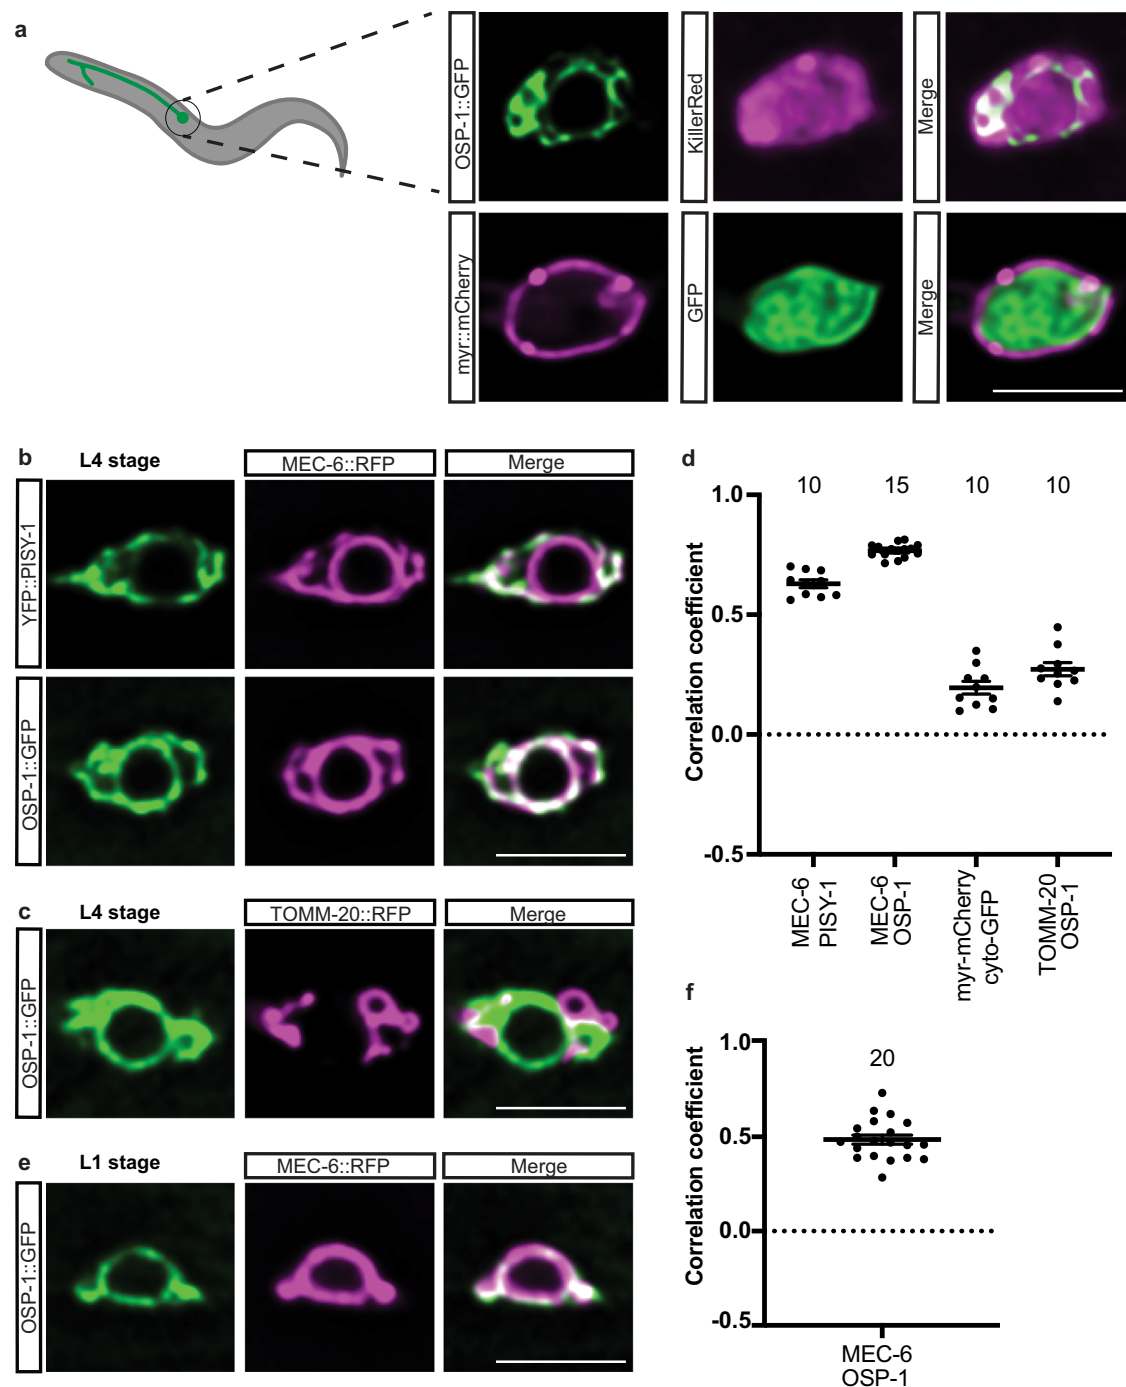 a
OSP-1::GFP
KillerRed
Merge
myr::mCherry
GFP
Merge
b
L4 stage
MEC-6::RFP
Merge
YFP::PISY-1
OSP-1::GFP
c
L4 stage
TOMM-20::RFP
Merge
OSP-1::GFP
d
10
15
10
10
1.0
0.5
0.0
-0.5
Correlation coefficient
MEC-6
PISY-1
MEC-6
OSP-1
myr-mCherry
cyto-GFP
TOMM-20
OSP-1
e
L1 stage
MEC-6::RFP
Merge
OSP-1::GFP
f
20
1.0
0.5
0.0
-0.5
Correlation coefficient
MEC-6
OSP-1